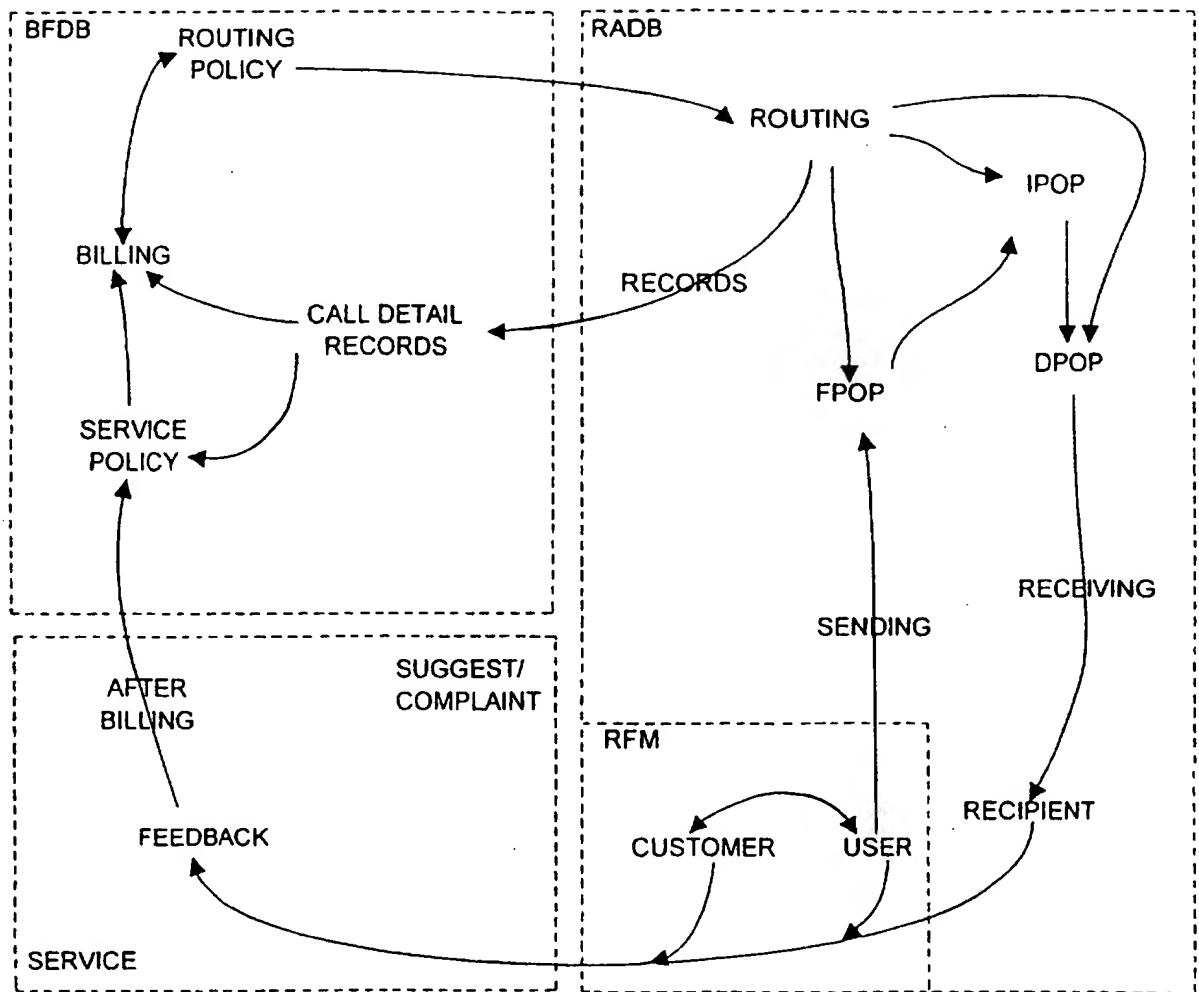 BFDB
ROUTING
POLICY
BILLING
CALL DETAIL
RECORDS
SERVICE
POLICY
RADB
ROUTING
IPOP
RECORDS
DPOP
FPOP
RECEIVING
SENDING
SUGGEST/
COMPLAINT
AFTER
BILLING
FEEDBACK
SERVICE
RFM
CUSTOMER
USER
RECIPIENT